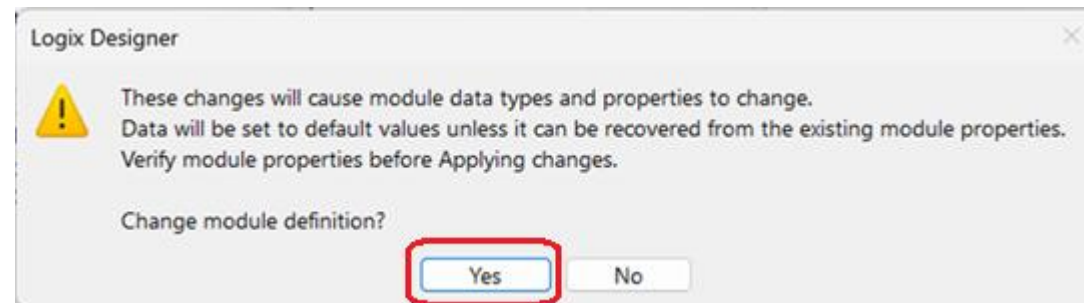 Logix Designer
These changes will cause module data types and properties to change.
Data will be set to default values unless it can be recovered from the existing module properties.
Verify module properties before Applying changes.
Change module definition?
Yes No